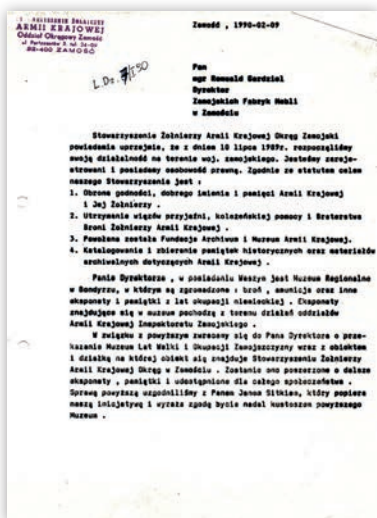 ARMII KRAJOWEJ
Oddział Okręgowy Zamość
22-400 ZAMOŚĆ
Zamość , 1990-02-09
L.Dz. 7/I/90
Pan
mgr Romuald Gardziel
Dyrektor
Zamojskich Fabryk Mebli
w Zamościu
Stowarzyszenie Żołnierzy Armii Krajowej Okręg Zamojski
powiadamia uprzejmie, że z dniem 10 lipca 1989r. rozpoczęliśmy
swoją działalność na terenie woj. zamojskiego. Jesteśmy zareje-
strowani i posiadamy osobowość prawną. Zgodnie ze statutem celem
naszego Stowarzyszenia jest :
1. Obrona godności, dobrego imienia i pamięci Armii Krajowej
i Jej Żołnierzy .
2. Utrzymanie więzów przyjaźni, koleżeńskiej pomocy i Braterstwa
Broni Żołnierzy Armii Krajowej .
3. Powołana została Fundacja Archiwum i Muzeum Armii Krajowej.
4. Katalogowanie i zbieranie pamiątek historycznych oraz materiałów
archiwalnych dotyczących Armii Krajowej .
Panie Dyrektorze , w posiadaniu Waszym jest Muzeum Regionalne
w Bondyrzu, w którym są zgromadzone : broń , amunicja oraz inne
eksponaty i pamiątki z lat okupacji niemieckiej . Eksponaty
znajdujące się w muzeum pochodzą z terenu działań oddziałów
Armii Krajowej Inspektoratu Zamojskiego .
W związku z powyższym zwracamy się do Pana Dyrektora o prze-
kazanie Muzeum Lat Walki i Okupacji Zamojszczyzny wraz z obiektem
i działką na której obiekt się znajduje Stowarzyszeniu Żołnierzy
Armii Krajowej Okręg w Zamościu . Zostanie ono poszerzone o dalsze
eksponaty , pamiątki i udostępnione dla całego społeczeństwa .
Sprawę powyższą uzgodniliśmy z Panem Janem Sitkiem, który popiera
naszą inicjatywę i wyraża zgodę bycia nadal kustoszem powyższego
Muzeum .